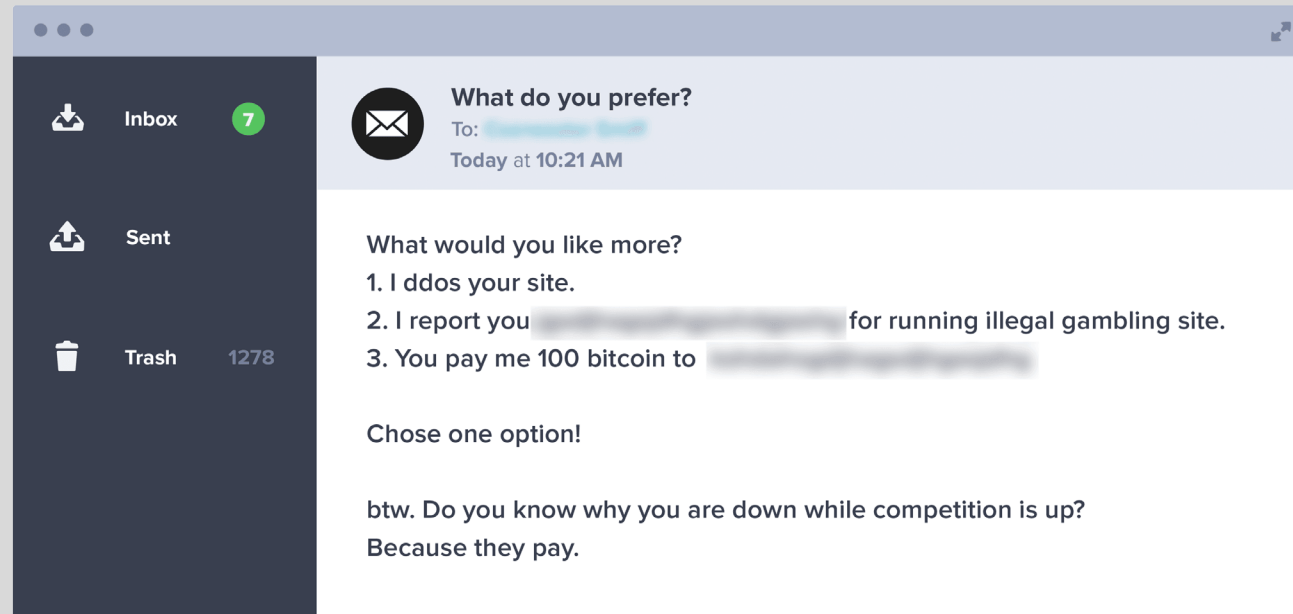 Inbox 7
Sent
Trash 1278
What do you prefer?
To:
Today at 10:21 AM
What would you like more?
1. I ddos your site.
2. I report you for running illegal gambling site.
3. You pay me 100 bitcoin to
Chose one option!
btw. Do you know why you are down while competition is up?
Because they pay.